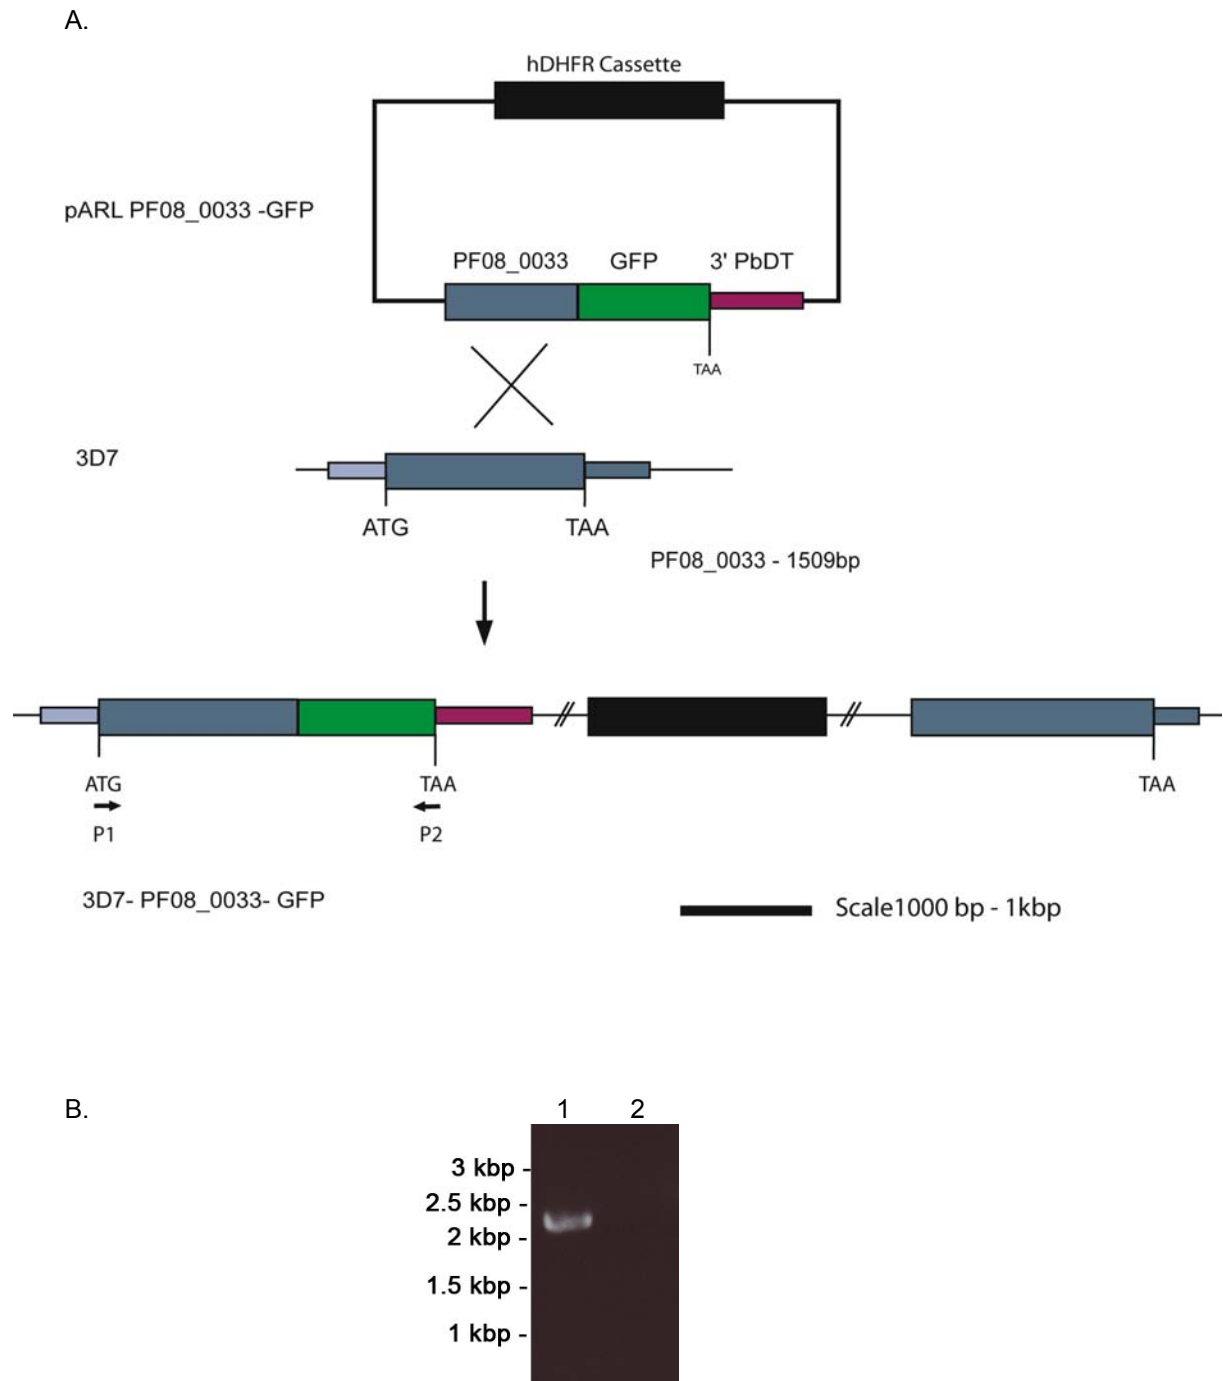 A.
hDHFR Cassette
pARL PF08_0033 -GFP
PF08_0033 GFP 3' PbDT
TAA
3D7
ATG TAA
PF08_0033 - 1509bp
ATG TAA TAA
P1 P2
3D7- PF08_0033- GFP
Scale1000 bp - 1kbp
B.
1 2
3 kbp -
2.5 kbp -
2 kbp -
1.5 kbp -
1 kbp -